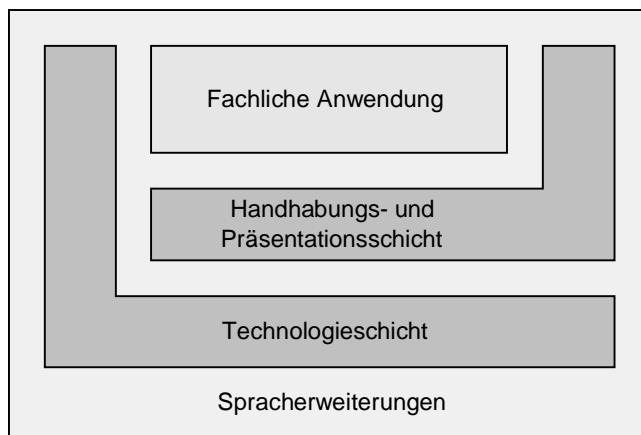 Fachliche Anwendung
Handhabungs- und
Präsentationsschicht
Technologieschicht
Spracherweiterungen